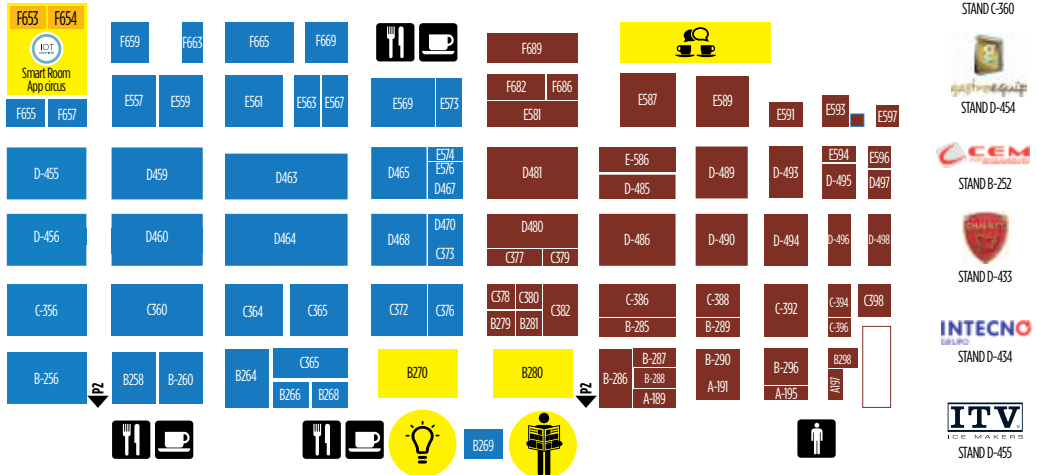 F653 F654
IOT
Smart Room
App circus
F655 F657
F659 F663 F665 F669 F689
E557 E559 E561 E563 E567 E569 E573
F682 F686
E581
E587 E589 E591 E593 E597
D-455 D459 D463 D465
E574
E576
D467
D481
E-586
D-485
D-489 D-493
E594
D-495
E596
D497
D-456 D460 D464 D468
D470
C373
D480
C377 C379
D-486 D-490 D-494 D-496 D-498
C-356 C360 C364 C365 C372 C376
C378 C380 C382
B279 B281
C-386
B-285
C-388
B-289
C-392
C-394
C-396
C398
B-256 P2 B258 B-260 B264
C365
B266 B268
B270 B280 P2
B-286
B-287
B-288
A-189
B-290
A-191
B-296
A-195
B298
A197
B269
STAND C-360
gastroequip
STAND D-454
CEM
STAND B-252
STAND D-433
INTECNO
GRUPO
STAND D-434
ITV
ICE MAKERS
STAND D-455